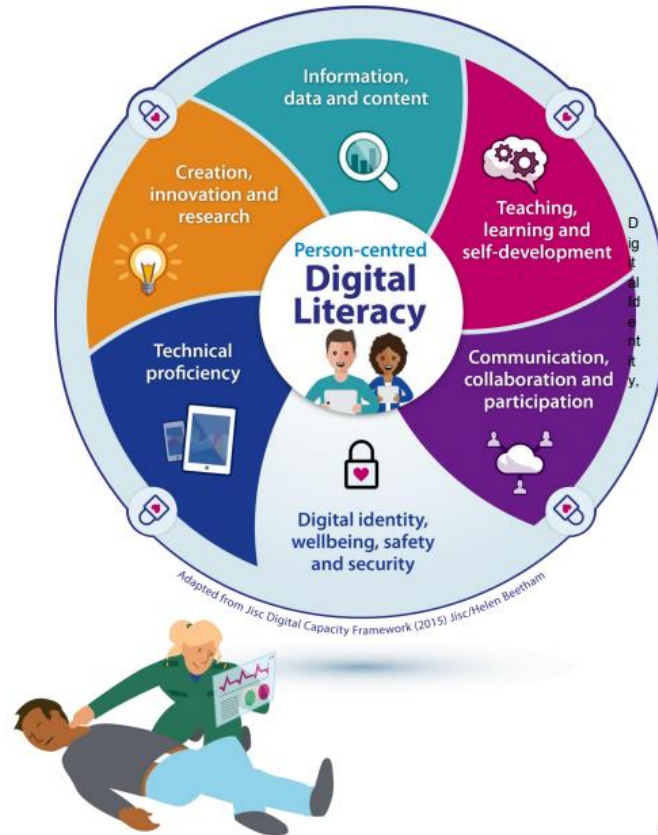 Information,
data and content
Creation,
innovation and
research
Teaching,
learning and
self-development
Person-centred
Digital
Literacy
Technical
proficiency
Communication,
collaboration and
participation
Digital identity,
wellbeing, safety
and security
D
ig
it
al
Id
e
nt
it
y,
Adapted from Jisc Digital Capacity Framework (2015) Jisc/Helen Beetham